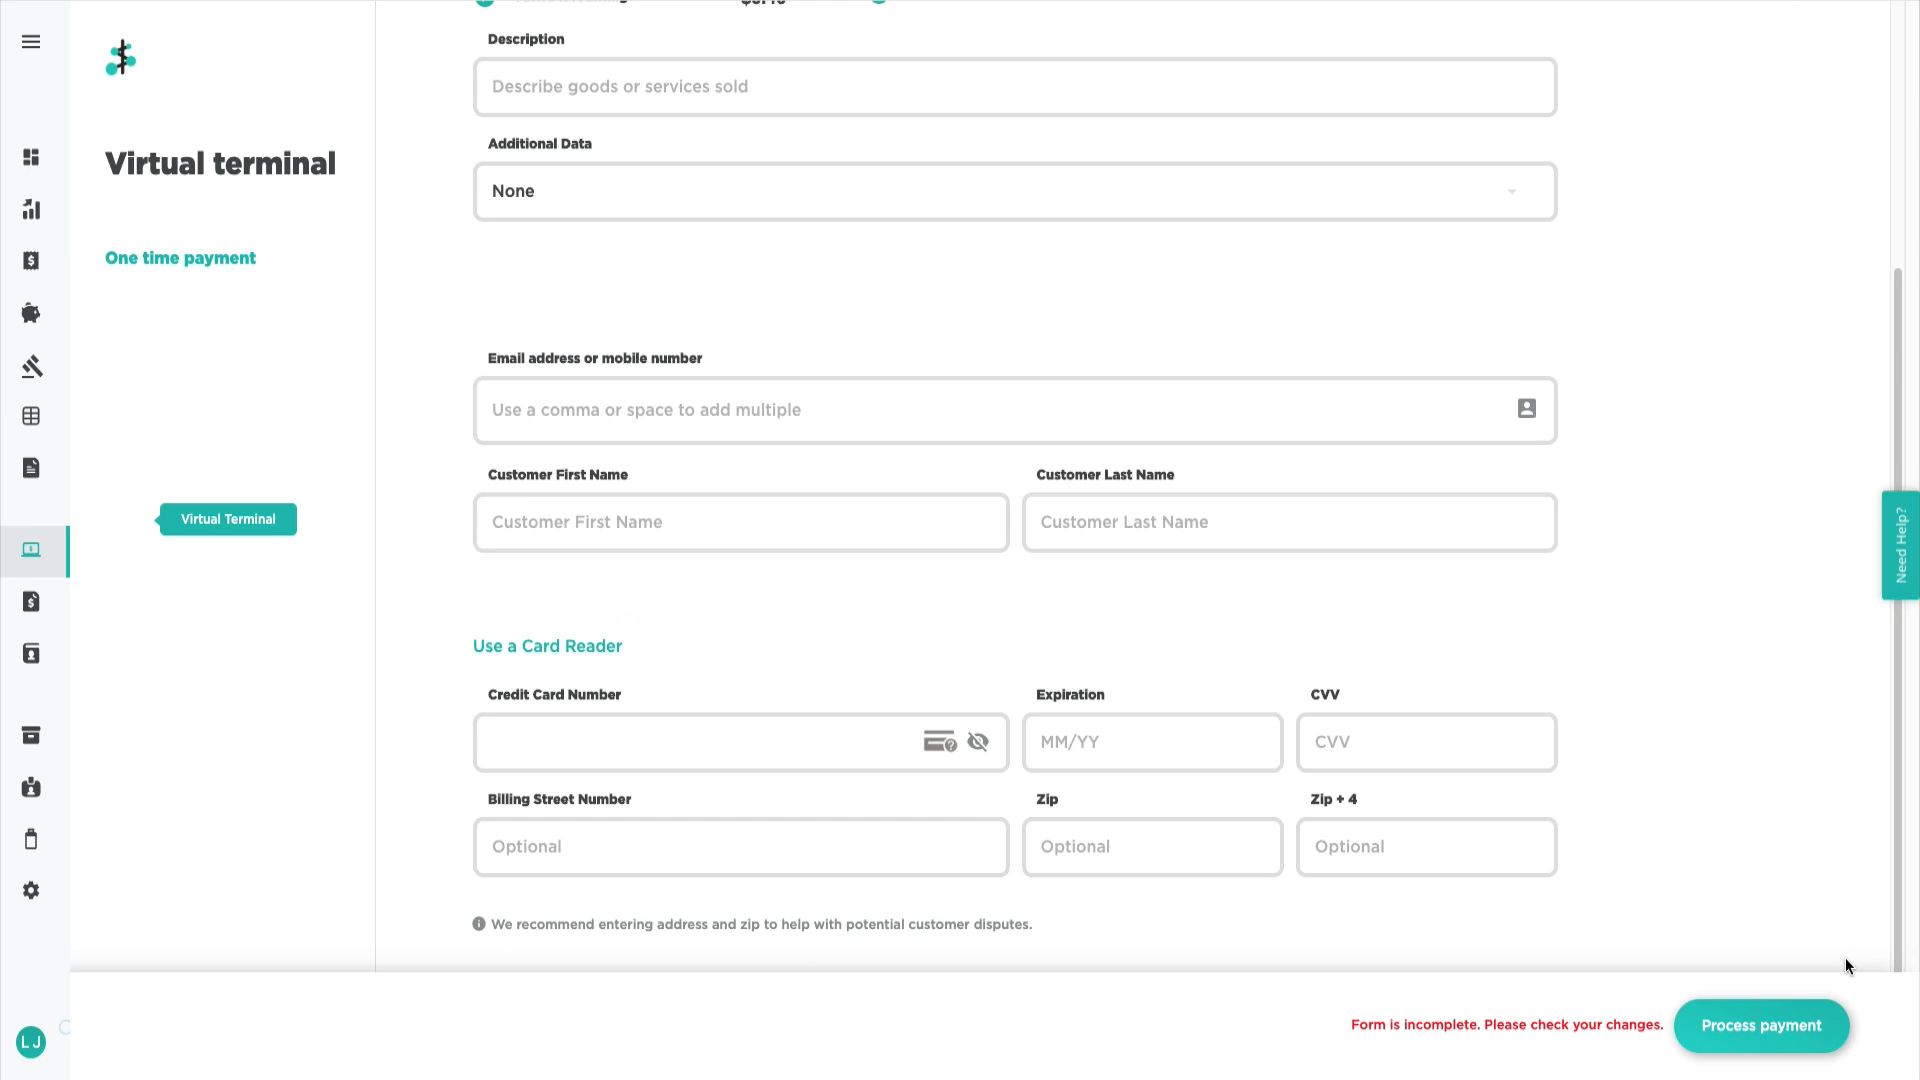 Description
Describe goods or services sold
Additional Data
None
Virtual terminal
One time payment
Email address or mobile number
Use a comma or space to add multiple
Customer First Name
Customer Last Name
Customer First Name
Customer Last Name
Virtual Terminal
Need Help?
Use a Card Reader
Credit Card Number
Expiration
CVV
MM/YY
CVV
Billing Street Number
Zip
Zip + 4
Optional
Optional
Optional
We recommend entering address and zip to help with potential customer disputes.
Form is incomplete. Please check your changes.
Process payment
LJ